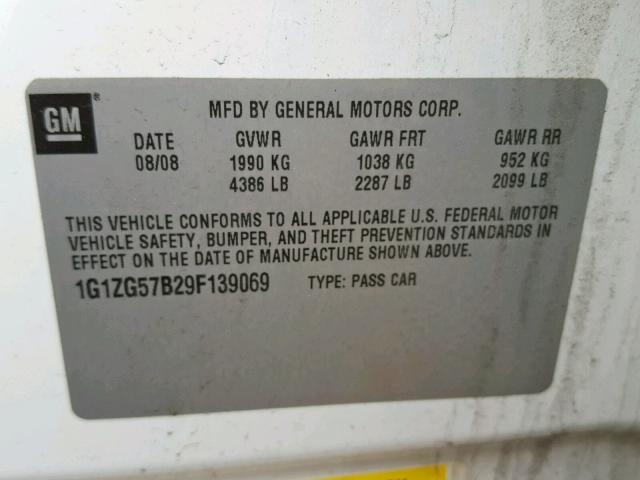 GM®
MFD BY GENERAL MOTORS CORP.
DATE GVWR GAWR FRT GAWR RR
08/08 1990 KG 1038 KG 952 KG
4386 LB 2287 LB 2099 LB
THIS VEHICLE CONFORMS TO ALL APPLICABLE U.S. FEDERAL MOTOR
VEHICLE SAFETY, BUMPER, AND THEFT PREVENTION STANDARDS IN
EFFECT ON THE DATE OF MANUFACTURE SHOWN ABOVE.
1G1ZG57B29F139069 TYPE: PASS CAR